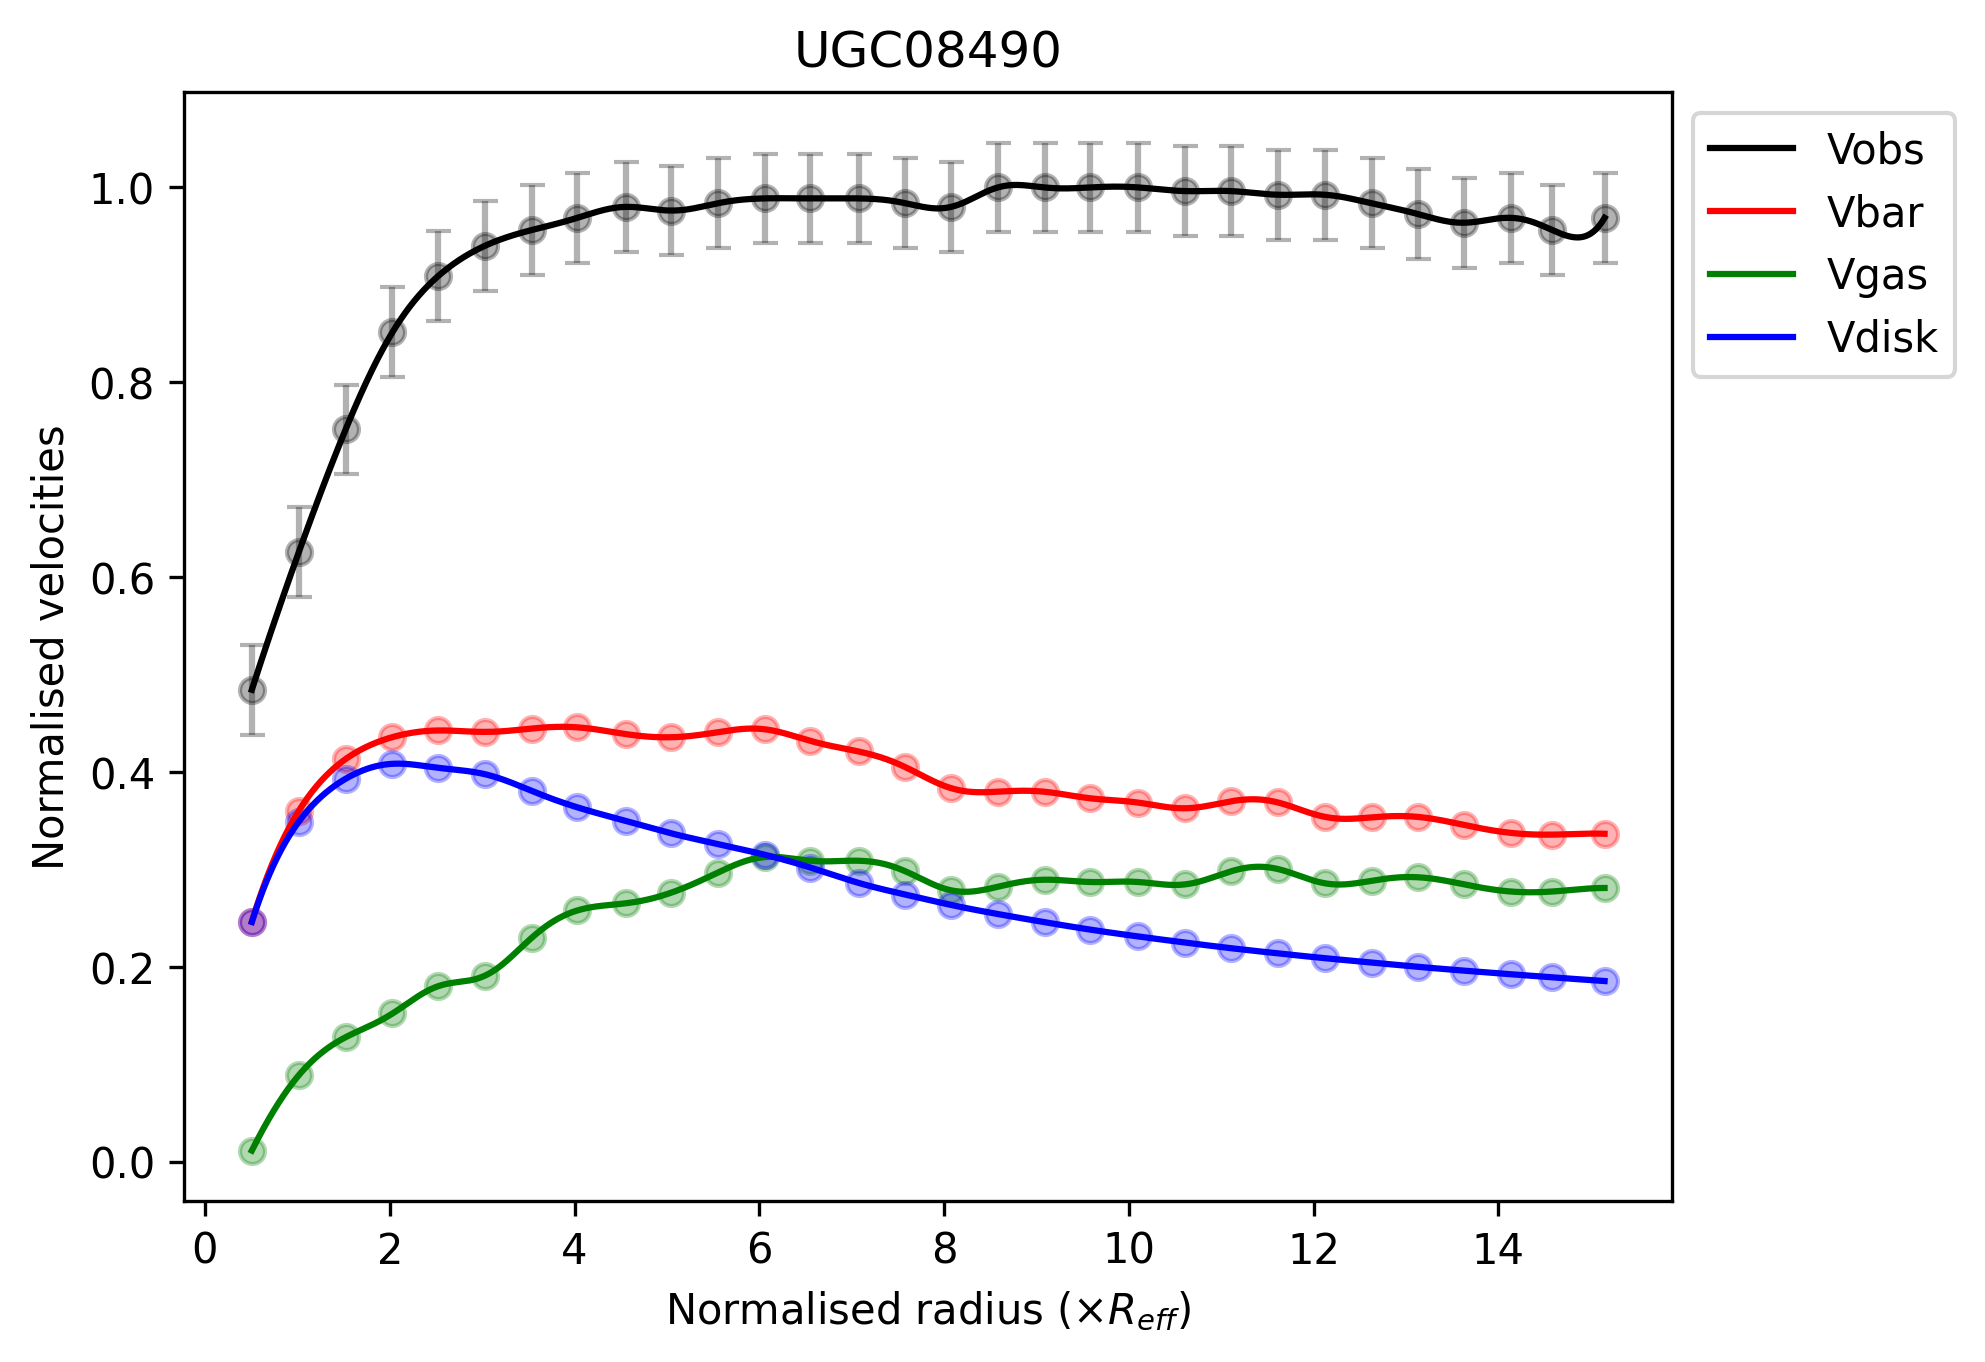 UGC08490
Normalised velocities
1.0
0.8
0.6
0.4
0.2
0.0
0 2 4 6 8 10 12 14
Normalised radius (×R_eff)
Vobs
Vbar
Vgas
Vdisk